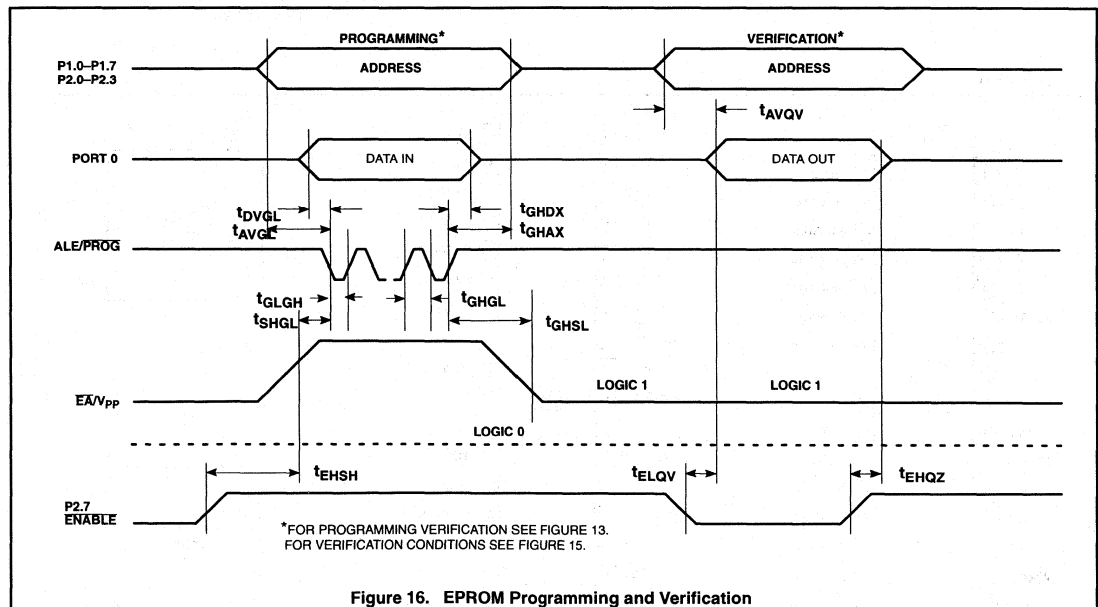 PROGRAMMING*
VERIFICATION*
P1.0–P1.7
P2.0–P2.3
ADDRESS
ADDRESS
tAVQV
PORT 0
DATA IN
DATA OUT
tDVGL
tGHDX
tAVGL
tGHAX
ALE/PROG
tGLGH
tGHGL
tSHGL
tGHSL
EA/VPP
LOGIC 1
LOGIC 1
LOGIC 0
tEHSH
tELQV
tEHQZ
P2.7
ENABLE
*FOR PROGRAMMING VERIFICATION SEE FIGURE 13.
FOR VERIFICATION CONDITIONS SEE FIGURE 15.
Figure 16. EPROM Programming and Verification